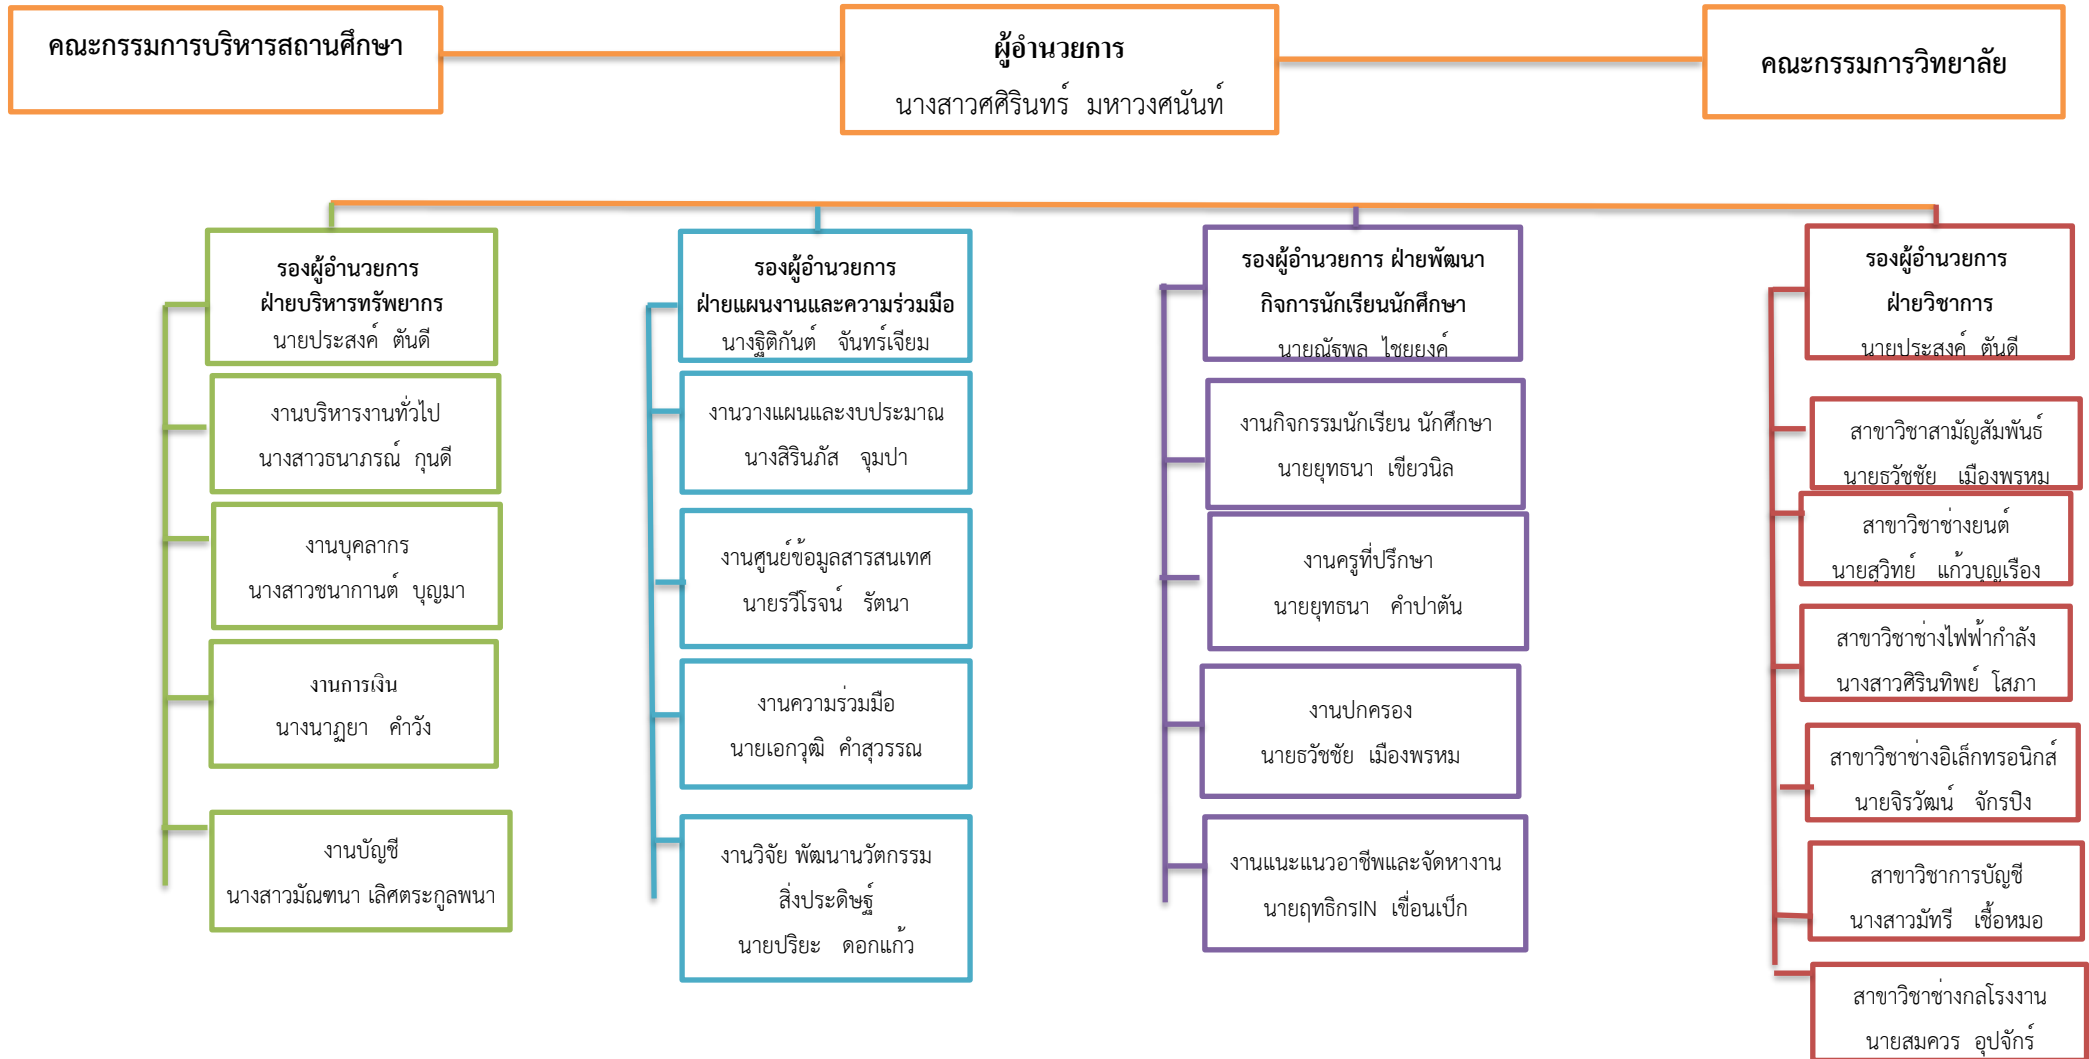 คณะกรรมการบริหารสถานศึกษา
ผู้อำนวยการ
นางสาวศศิรินทร์ มหาวงศนันท์
คณะกรรมการวิทยาลัย
รองผู้อำนวยการ
ฝ่ายบริหารทรัพยากร
นายประสงค์ ตันดี
งานบริหารงานทั่วไป
นางสาวธนาภรณ์ กุนดี
งานบุคลากร
นางสาวชนากานต์ บุญมา
งานการเงิน
นางนาฏยา คำวัง
งานบัญชี
นางสาวมัณฑนา เลิศตระกูลพนา
รองผู้อำนวยการ
ฝ่ายแผนงานและความร่วมมือ
นางฐิติกันต์ จันทร์เจียม
งานวางแผนและงบประมาณ
นางสิรินภัส จุมปา
งานศูนย์ข้อมูลสารสนเทศ
นายรวีโรจน์ รัตนา
งานความร่วมมือ
นายเอกวุฒิ คำสุวรรณ
งานวิจัย พัฒนานวัตกรรม
สิ่งประดิษฐ์
นายปริยะ ดอกแก้ว
รองผู้อำนวยการ ฝ่ายพัฒนา
กิจการนักเรียนนักศึกษา
นายณัฐพล ไชยยงค์
งานกิจกรรมนักเรียน นักศึกษา
นายยุทธนา เขียวนิล
งานครูที่ปรึกษา
นายยุทธนา คำปาตัน
งานปกครอง
นายธวัชชัย เมืองพรหม
งานแนะแนวอาชีพและจัดหางาน
นายฤทธิกรIN เขื่อนเป็ก
รองผู้อำนวยการ
ฝ่ายวิชาการ
นายประสงค์ ตันดี
สาขาวิชาสามัญสัมพันธ์
นายธวัชชัย เมืองพรหม
สาขาวิชาช่างยนต์
นายสุวิทย์ แก้วบุญเรือง
สาขาวิชาช่างไฟฟ้ากำลัง
นางสาวศิรินทิพย์ โสภา
สาขาวิชาช่างอิเล็กทรอนิกส์
นายจิรวัฒน์ จักรปิง
สาขาวิชาการบัญชี
นางสาวมัทรี เชื้อหมอ
สาขาวิชาช่างกลโรงงาน
นายสมควร อุปจักร์